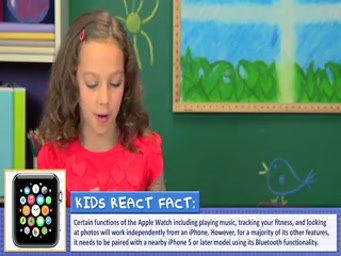 KIDS REACT FACT:
Certain functions of the Apple Watch including playing music, tracking your fitness, and looking
at photos will work independently from an iPhone. However, for a majority of its other features,
it needs to be paired with a nearby iPhone 5 or later model using its Bluetooth functionality.